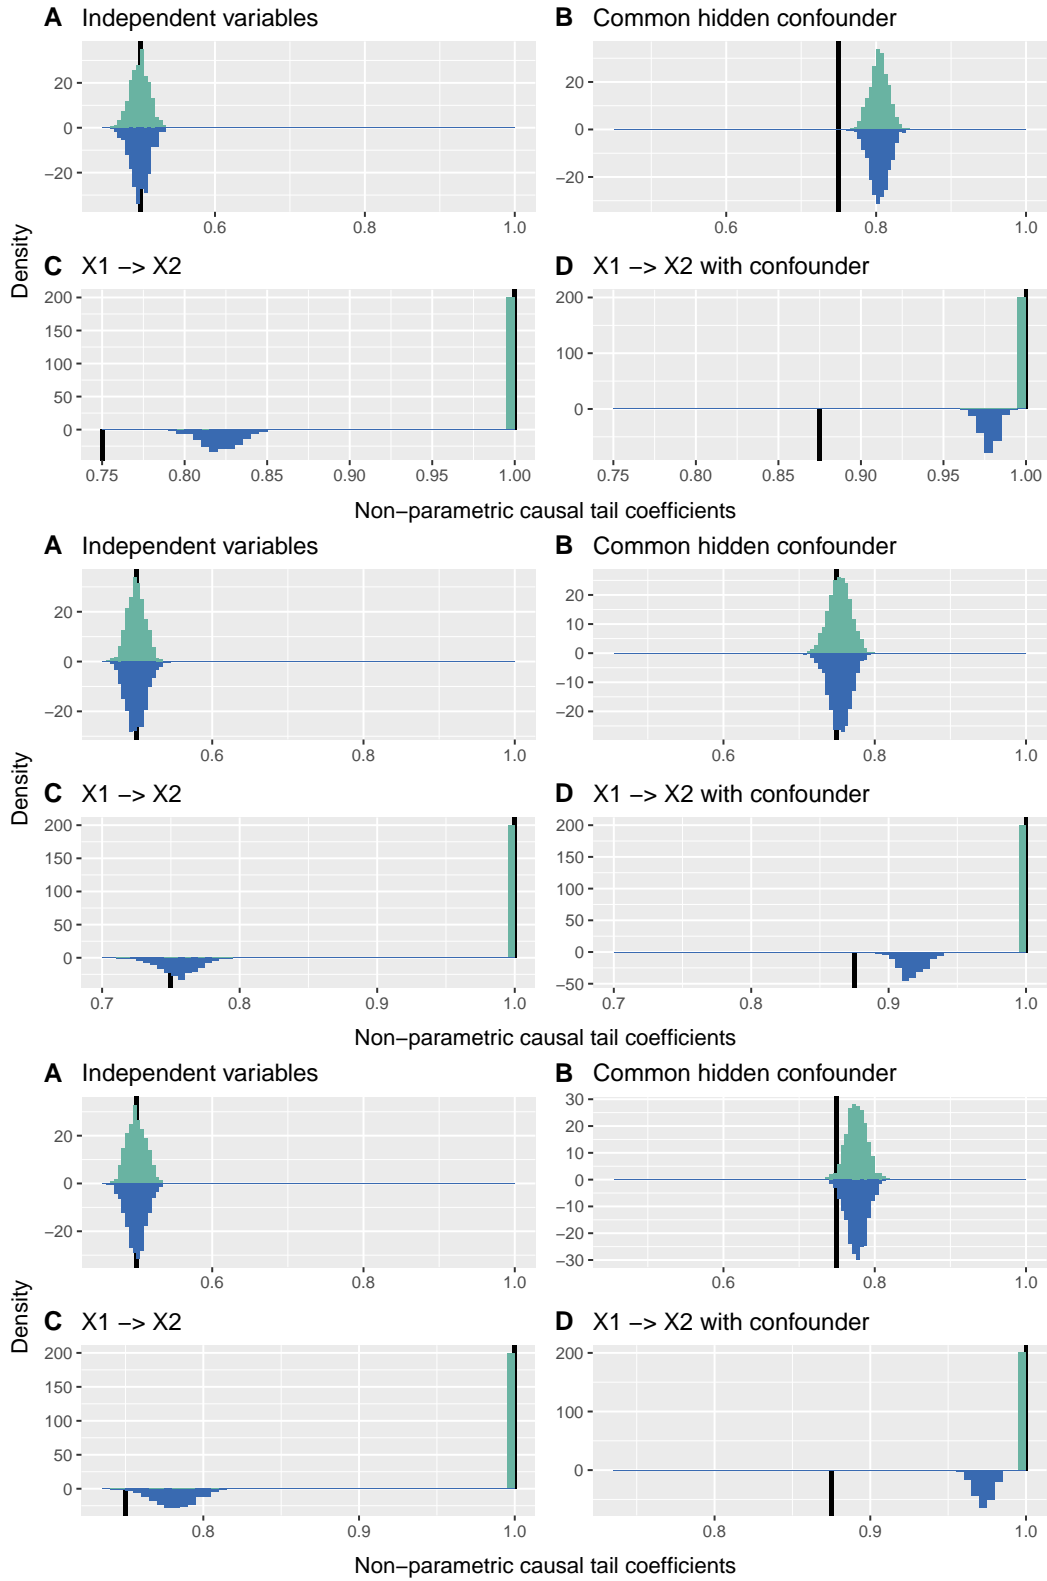 A Independent variables
B Common hidden confounder
20
0
−20
0.6 0.8 1.0
20
0
−20
0.6 0.8 1.0
Density
C X1 −> X2
D X1 −> X2 with confounder
200
150
100
50
0
0.75 0.80 0.85 0.90 0.95 1.00
200
100
0
0.75 0.80 0.85 0.90 0.95 1.00
Non−parametric causal tail coefficients
A Independent variables
B Common hidden confounder
20
0
−20
0.6 0.8 1.0
20
10
0
−10
−20
0.6 0.8 1.0
Density
C X1 −> X2
D X1 −> X2 with confounder
200
150
100
50
0
0.7 0.8 0.9 1.0
200
150
100
50
0
−50
0.7 0.8 0.9 1.0
Non−parametric causal tail coefficients
A Independent variables
B Common hidden confounder
20
0
−20
0.6 0.8 1.0
30
20
10
0
−10
−20
−30
0.6 0.8 1.0
Density
C X1 −> X2
D X1 −> X2 with confounder
200
150
100
50
0
0.8 0.9 1.0
200
100
0
0.8 0.9 1.0
Non−parametric causal tail coefficients